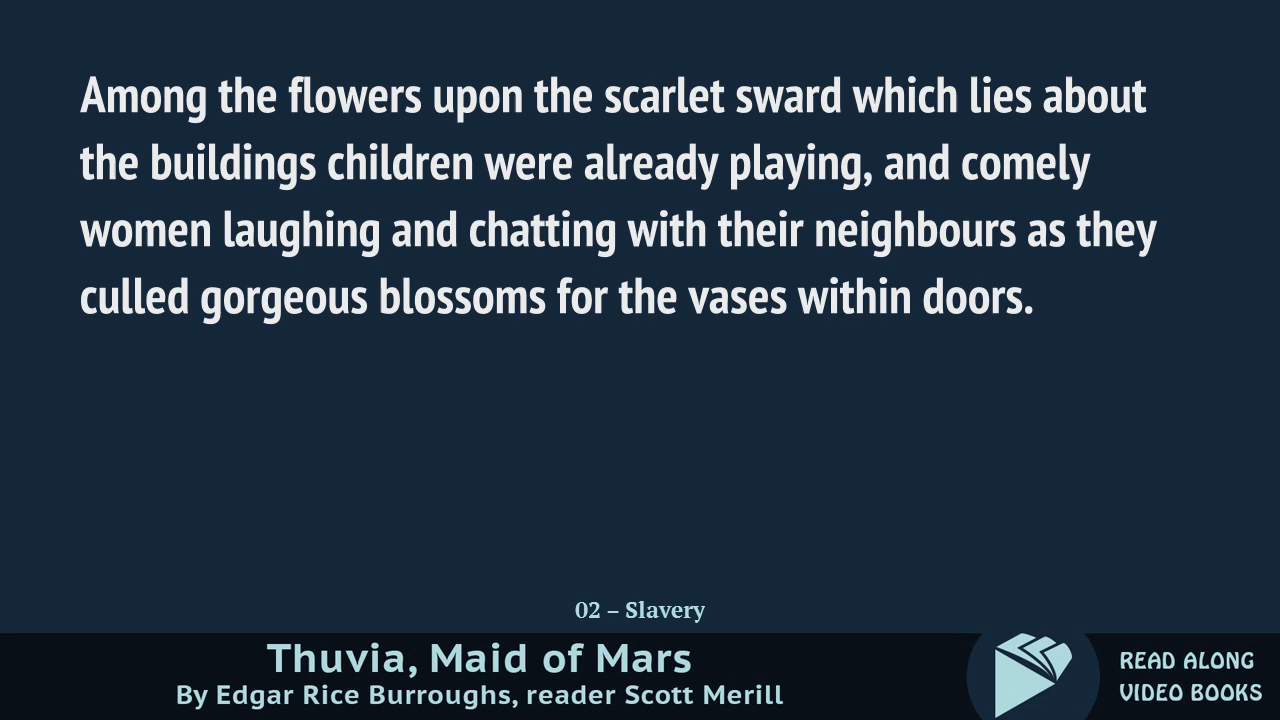 Among the flowers upon the scarlet sward which lies about
the buildings children were already playing, and comely
women laughing and chatting with their neighbours as they
culled gorgeous blossoms for the vases within doors.
02 – Slavery
Thuvia, Maid of Mars
By Edgar Rice Burroughs, reader Scott Merill
READ ALONG
VIDEO BOOKS